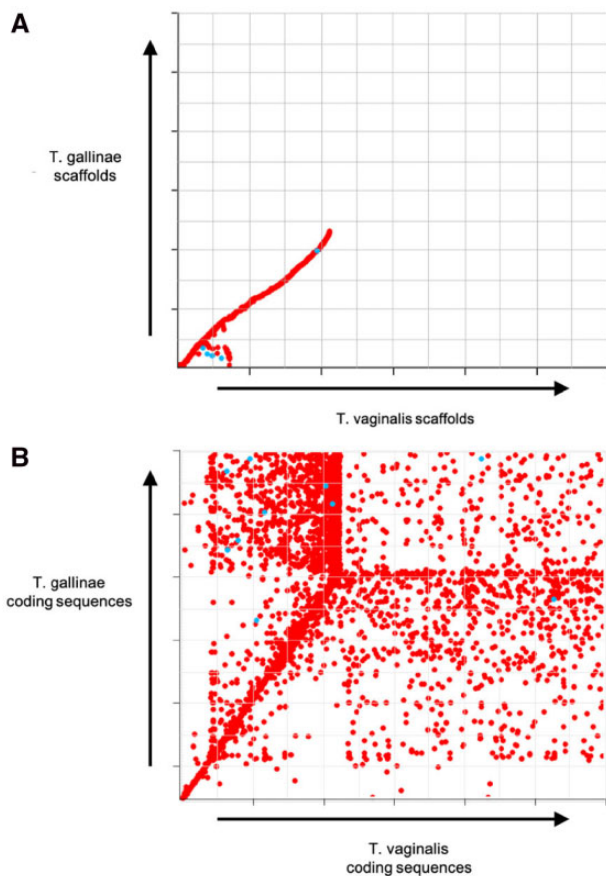 A
T. gallinae
scaffolds
T. vaginalis scaffolds
B
T. gallinae
coding sequences
T. vaginalis
coding sequences